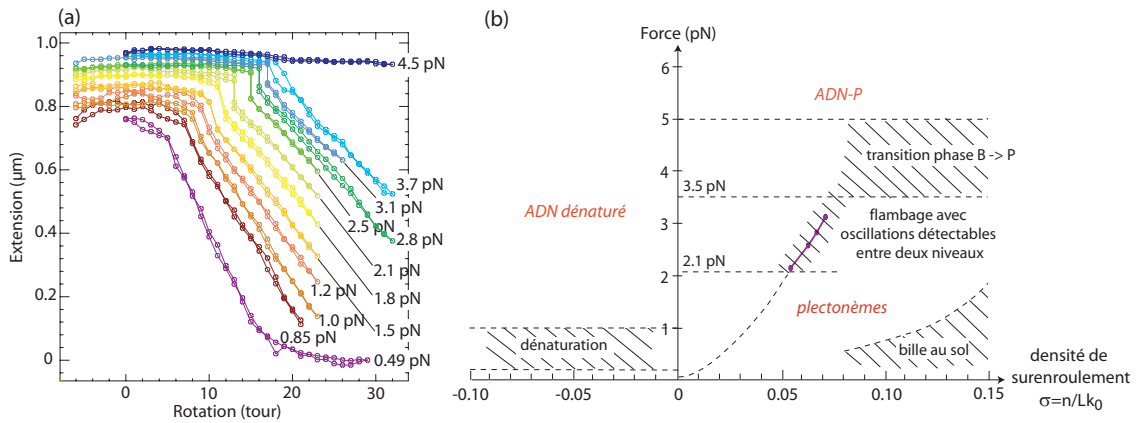 (a)
1.0
0.8
0.6
0.4
0.2
0
Extension (µm)
0
10
20
30
Rotation (tour)
4.5 pN
3.7 pN
3.1 pN
2.5 pN
2.8 pN
2.1 pN
1.8 pN
1.2 pN
1.5 pN
1.0 pN
0.85 pN
0.49 pN
(b)
Force (pN)
6
5
4
3
2
1
ADN-P
transition phase B -> P
3.5 pN
ADN dénaturé
flambage avec
oscillations détectables
entre deux niveaux
2.1 pN
plectonèmes
dénaturation
bille au sol
-0.10
-0.05
0
0.05
0.10
0.15
densité de
surenroulement
σ=n/Lk0